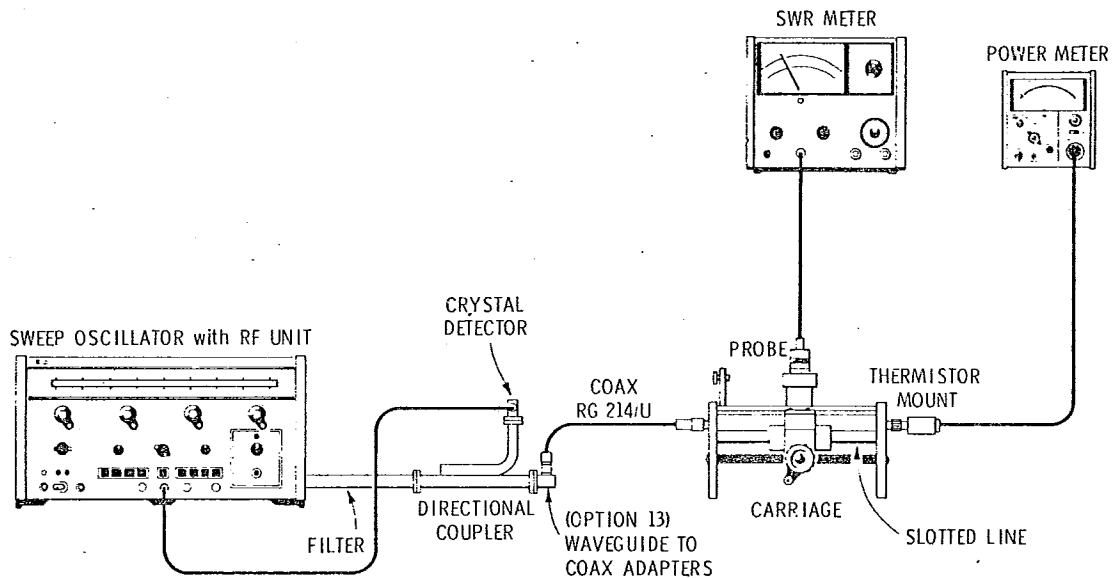 SWR METER
POWER METER
CRYSTAL
DETECTOR
SWEEP OSCILLATOR with RF UNIT
PROBE
COAX
RG 214/U
THERMISTOR
MOUNT
FILTER
DIRECTIONAL
COUPLER
(OPTION 13)
WAVEGUIDE TO
COAX ADAPTERS
CARRIAGE
SLOTTED LINE